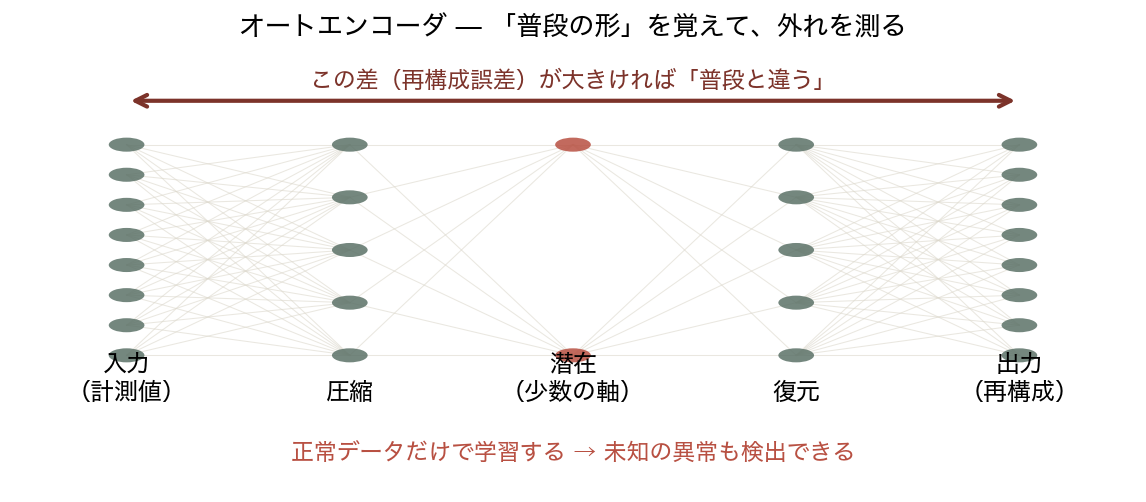 オートエンコーダ — 「普段の形」を覚えて、外れを測る
この差（再構成誤差）が大きければ「普段と違う」
入力
（計測値）
圧縮
潜在
（少数の軸）
復元
出力
（再構成）
正常データだけで学習する → 未知の異常も検出できる